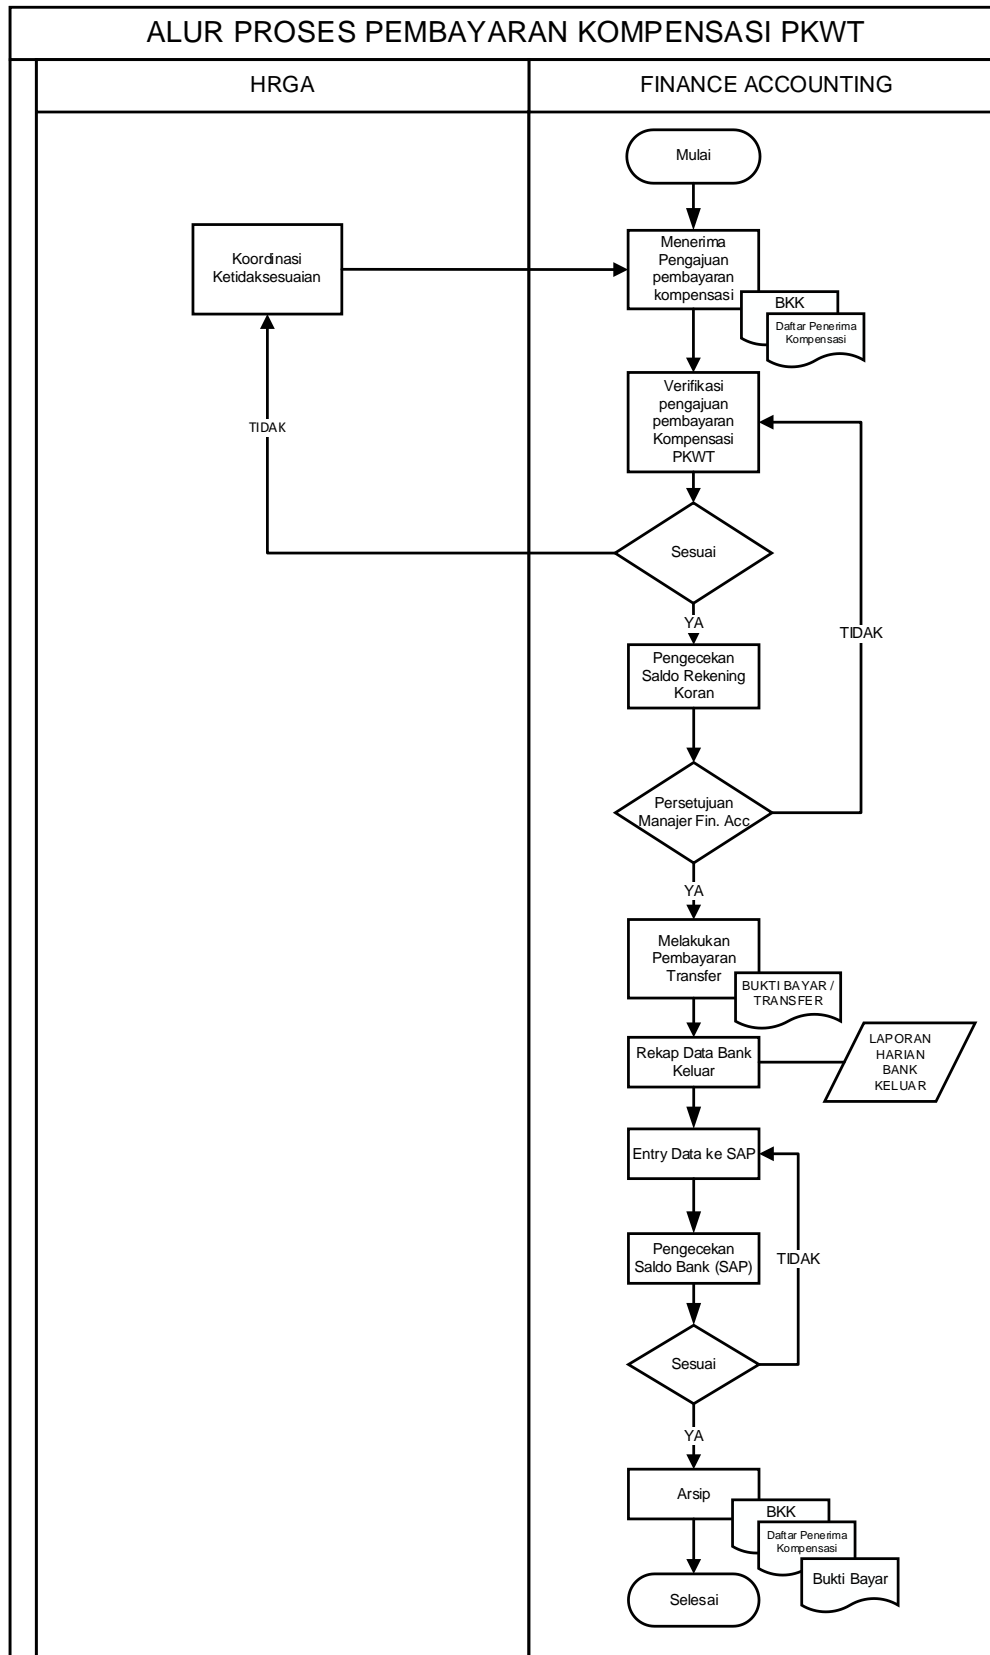 ALUR PROSES PEMBAYARAN KOMPENSASI PKWT
HRGA
FINANCE ACCOUNTING
Mulai
Koordinasi
Ketidaksesuaian
Menerima
Pengajuan
pembayaran
kompensasi
BKK
Daftar Penerima
Kompensasi
Verifikasi
pengajuan
pembayaran
Kompensasi
PKWT
TIDAK
Sesuai
YA
TIDAK
Pengecekan
Saldo Rekening
Koran
Persetujuan
Manajer Fin. Acc
YA
Melakukan
Pembayaran
Transfer
BUKTI BAYAR /
TRANSFER
Rekap Data Bank
Keluar
LAPORAN
HARIAN
BANK
KELUAR
Entry Data ke SAP
Pengecekan
Saldo Bank (SAP)
TIDAK
Sesuai
YA
Arsip
BKK
Daftar Penerima
Kompensasi
Bukti Bayar
Selesai